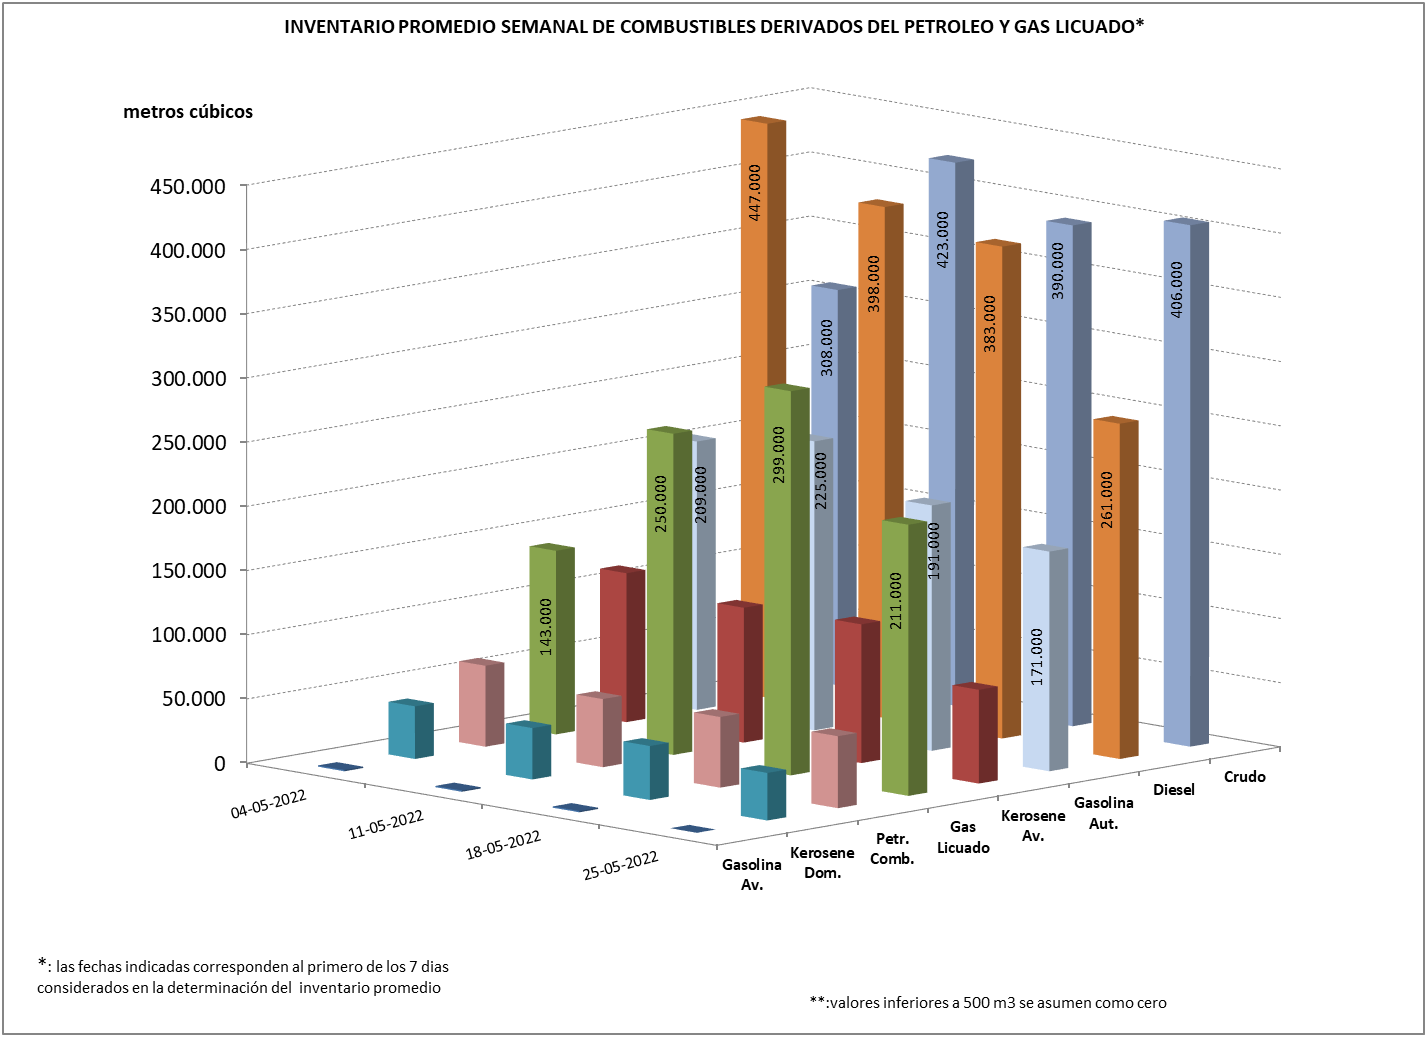 INVENTARIO PROMEDIO SEMANAL DE COMBUSTIBLES DERIVADOS DEL PETROLEO Y GAS LICUADO*
metros cúbicos
450.000
400.000
350.000
300.000
250.000
200.000
150.000
100.000
50.000
0
447.000
398.000
383.000
261.000
308.000
423.000
390.000
406.000
209.000
225.000
191.000
171.000
143.000
250.000
299.000
211.000
04-05-2022
11-05-2022
18-05-2022
25-05-2022
Gasolina
Av.
Kerosene
Dom.
Petr.
Comb.
Gas
Licuado
Kerosene
Av.
Gasolina
Aut.
Diesel
Crudo
*: las fechas indicadas corresponden al primero de los 7 dias
considerados en la determinación del inventario promedio
**:valores inferiores a 500 m3 se asumen como cero